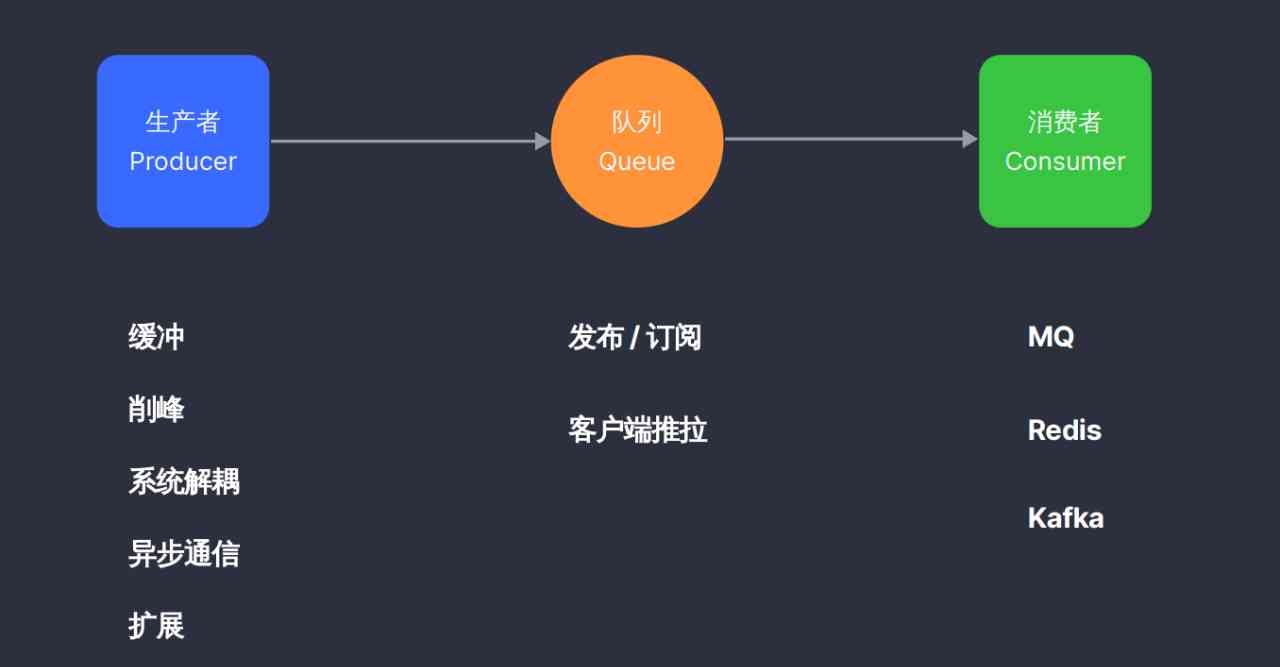 生产者
Producer
队列
Queue
消费者
Consumer
缓冲
削峰
系统解耦
异步通信
扩展
发布 / 订阅
客户端推拉
MQ
Redis
Kafka